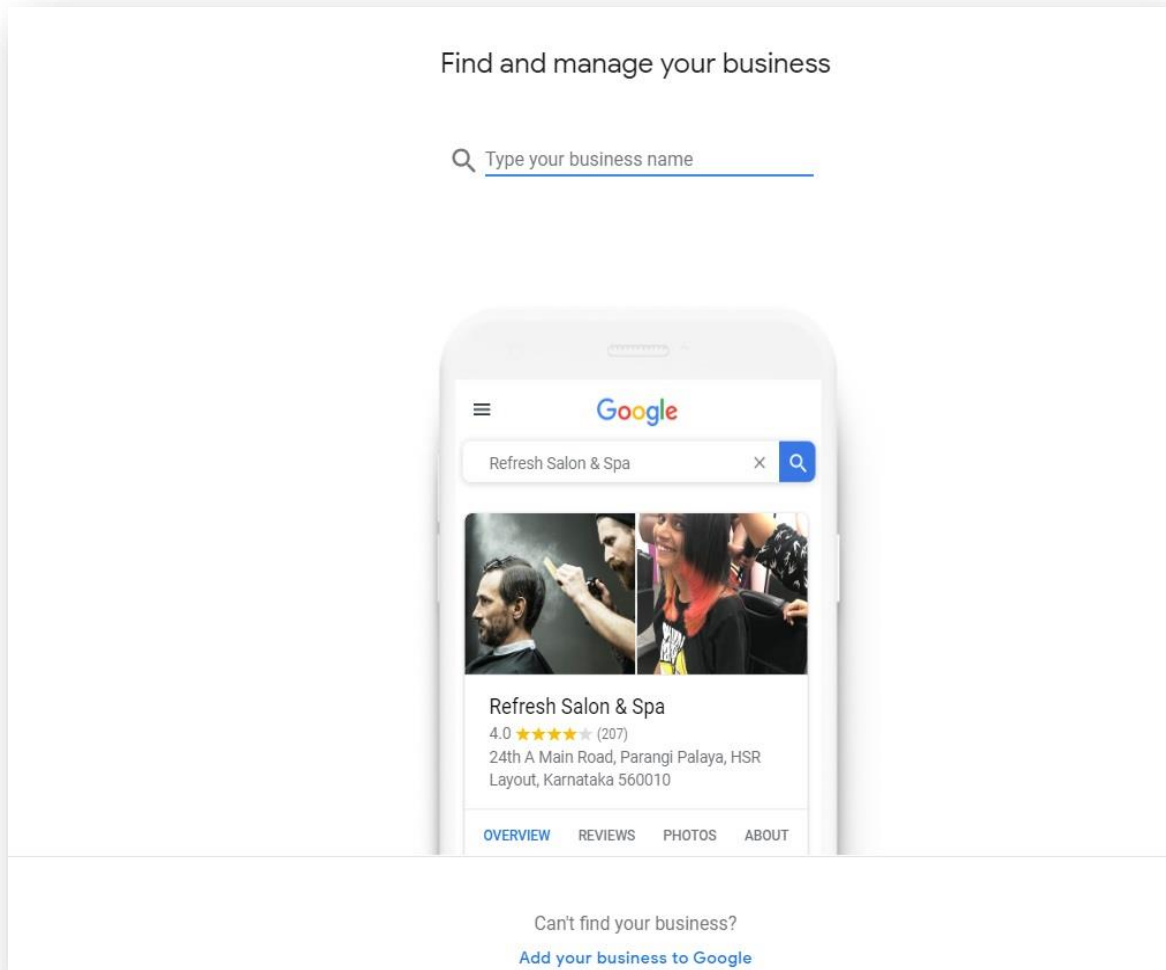 Find and manage your business
Type your business name
Google
Refresh Salon & Spa
Refresh Salon & Spa
4.0 ★★★★★ (207)
24th A Main Road, Parangi Palaya, HSR
Layout, Karnataka 560010
OVERVIEW REVIEWS PHOTOS ABOUT
Can't find your business?
Add your business to Google